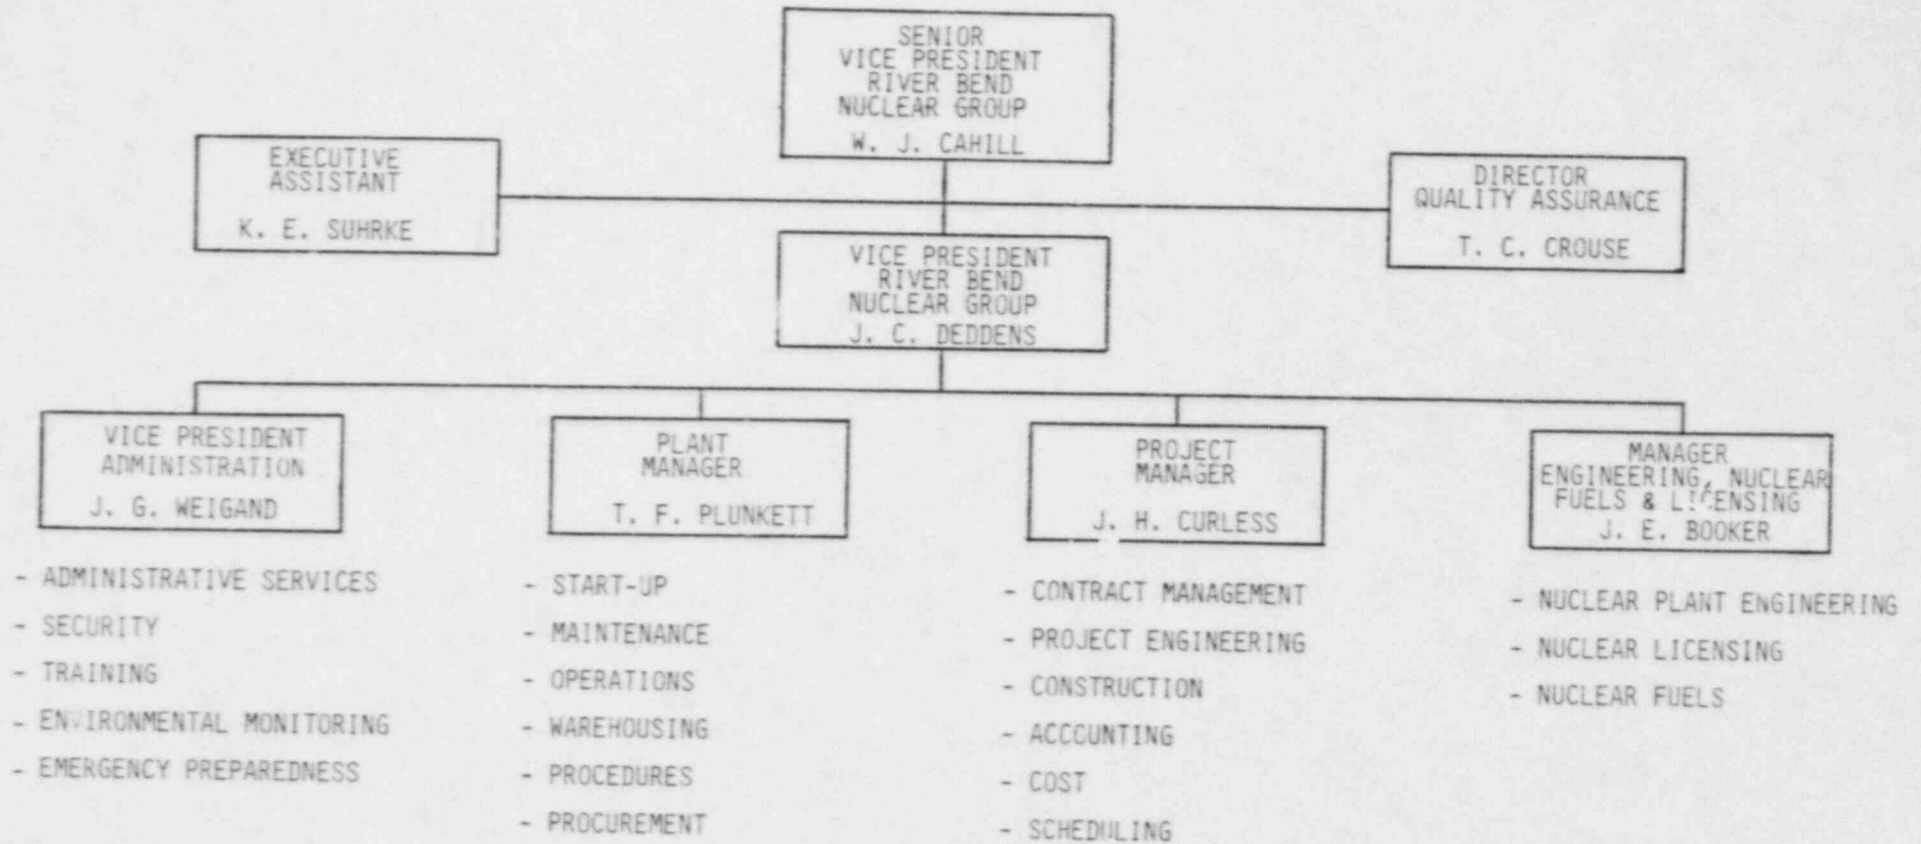 SENIOR
VICE PRESIDENT
RIVER BEND
NUCLEAR GROUP
W. J. CAHILL
EXECUTIVE
ASSISTANT
K. E. SUHRKE
DIRECTOR
QUALITY ASSURANCE
T. C. CROUSE
VICE PRESIDENT
RIVER BEND
NUCLEAR GROUP
J. C. DEDDENS
VICE PRESIDENT
ADMINISTRATION
J. G. WEIGAND
- ADMINISTRATIVE SERVICES
- SECURITY
- TRAINING
- ENVIRONMENTAL MONITORING
- EMERGENCY PREPAREDNESS
PLANT
MANAGER
T. F. PLUNKETT
- START-UP
- MAINTENANCE
- OPERATIONS
- WAREHOUSING
- PROCEDURES
- PROCUREMENT
PROJECT
MANAGER
J. H. CURLESS
- CONTRACT MANAGEMENT
- PROJECT ENGINEERING
- CONSTRUCTION
- ACCOUNTING
- COST
- SCHEDULING
MANAGER
ENGINEERING, NUCLEAR
FUELS & LICENSING
J. E. BOOKER
- NUCLEAR PLANT ENGINEERING
- NUCLEAR LICENSING
- NUCLEAR FUELS